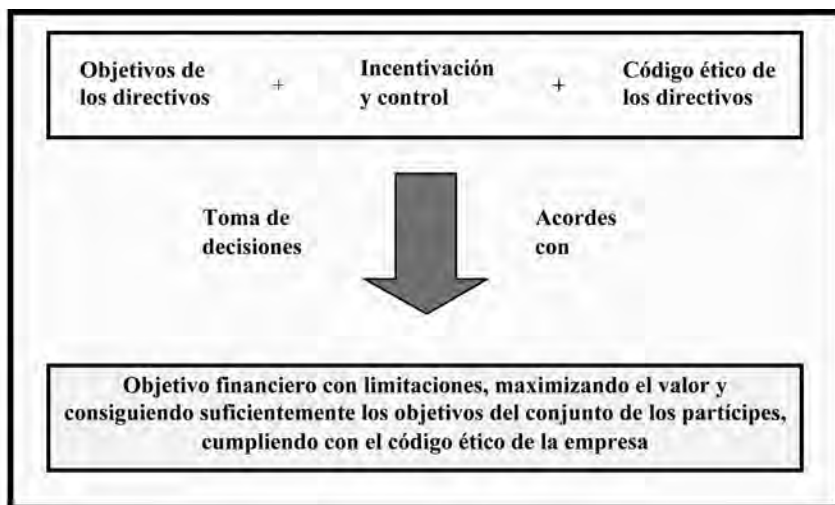 Objetivos de
los directivos
+
Incentivación
y control
+
Código ético de
los directivos
Toma de
decisiones
Acordes
con
Objetivo financiero con limitaciones, maximizando el valor y
consiguiendo suficientemente los objetivos del conjunto de los partícipes,
cumpliendo con el código ético de la empresa